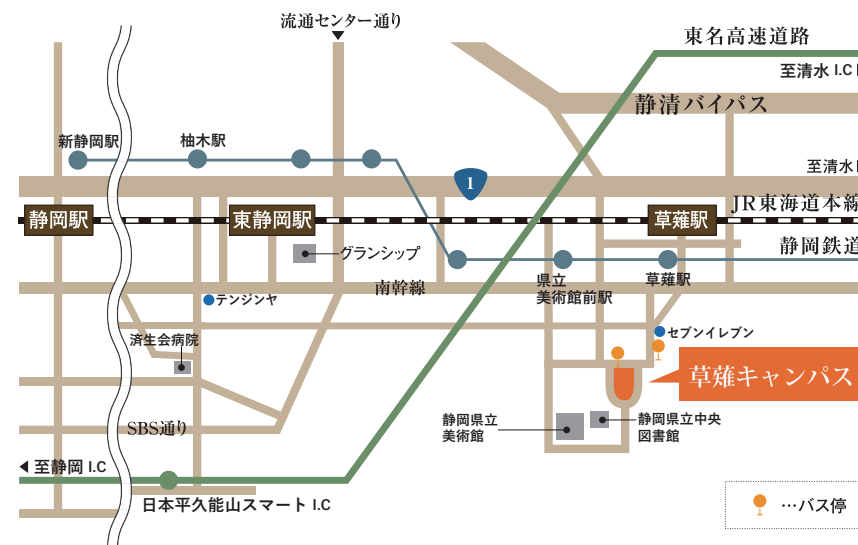 流通センター通り
東名高速道路
至清水 I.C
静清バイパス
新静岡駅
柚木駅
至清水
1
静岡駅
東静岡駅
草薙駅
JR東海道本線
グランシップ
静岡鉄道
県立
美術館前駅
草薙駅
南幹線
テンジンヤ
セブンイレブン
済生会病院
草薙キャンパス
SBS通り
静岡県立
美術館
静岡県立中央
図書館
至静岡 I.C
日本平久能山スマート I.C
…バス停